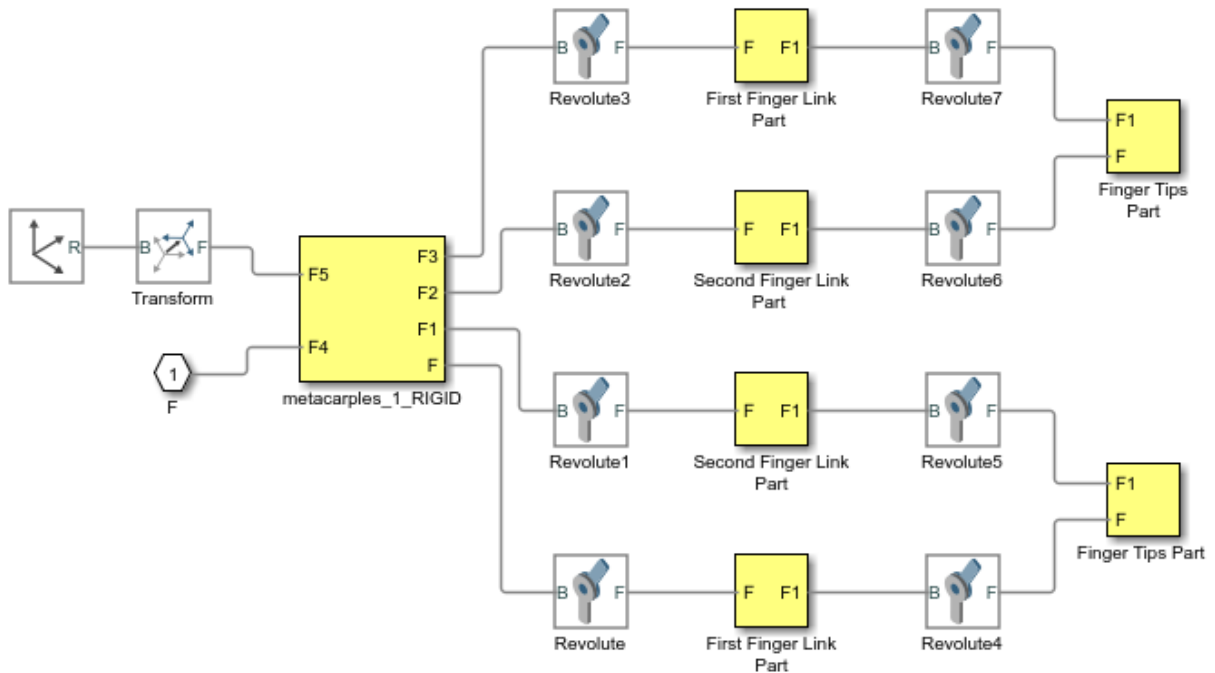 B F
Revolute3
F F1
First Finger Link
Part
B F
Revolute7
F1
F
Finger Tips
Part
R
B F
Transform
F5
F4
F3
F2
F1
F
metacarples_1_RIGID
1
F
B F
Revolute2
F F1
Second Finger Link
Part
B F
Revolute6
B F
Revolute1
F F1
Second Finger Link
Part
B F
Revolute5
F1
F
Finger Tips Part
B F
Revolute
F F1
First Finger Link
Part
B F
Revolute4